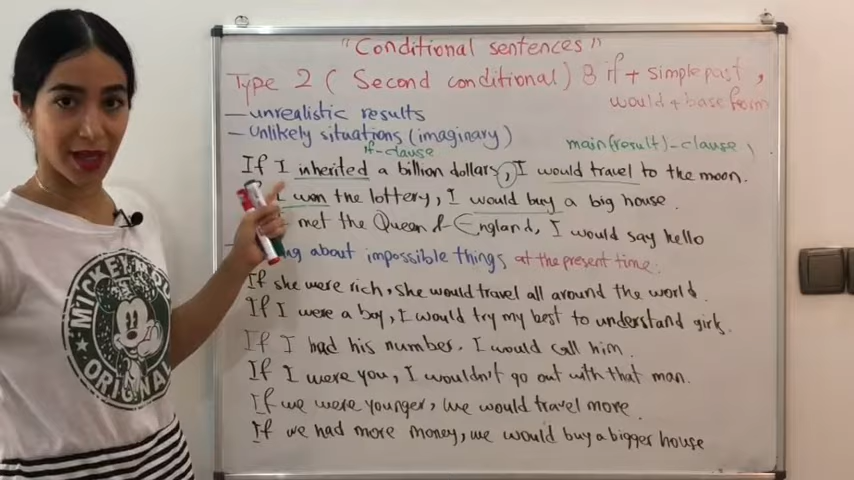 "Conditional sentences"
Type 2 ( Second conditional) 8 if + simple past,
would + base form
– unrealistic results
– Unlikely situations (imaginary)
if-clause
main(result)-clause
If I inherited a billion dollars, I would travel to the moon.
I won the lottery, I would buy a big house.
I met the Queen of England, I would say hello
about impossible things at the present time.
If she were rich, she would travel all around the world.
If I were a boy, I would try my best to understand girls.
If I had his number. I would call him.
If I were you, I wouldn't go out with that man.
If we were younger, we would travel more.
If we had more money, we would buy a bigger house
MICKEY MOUSE
ORIGINAL